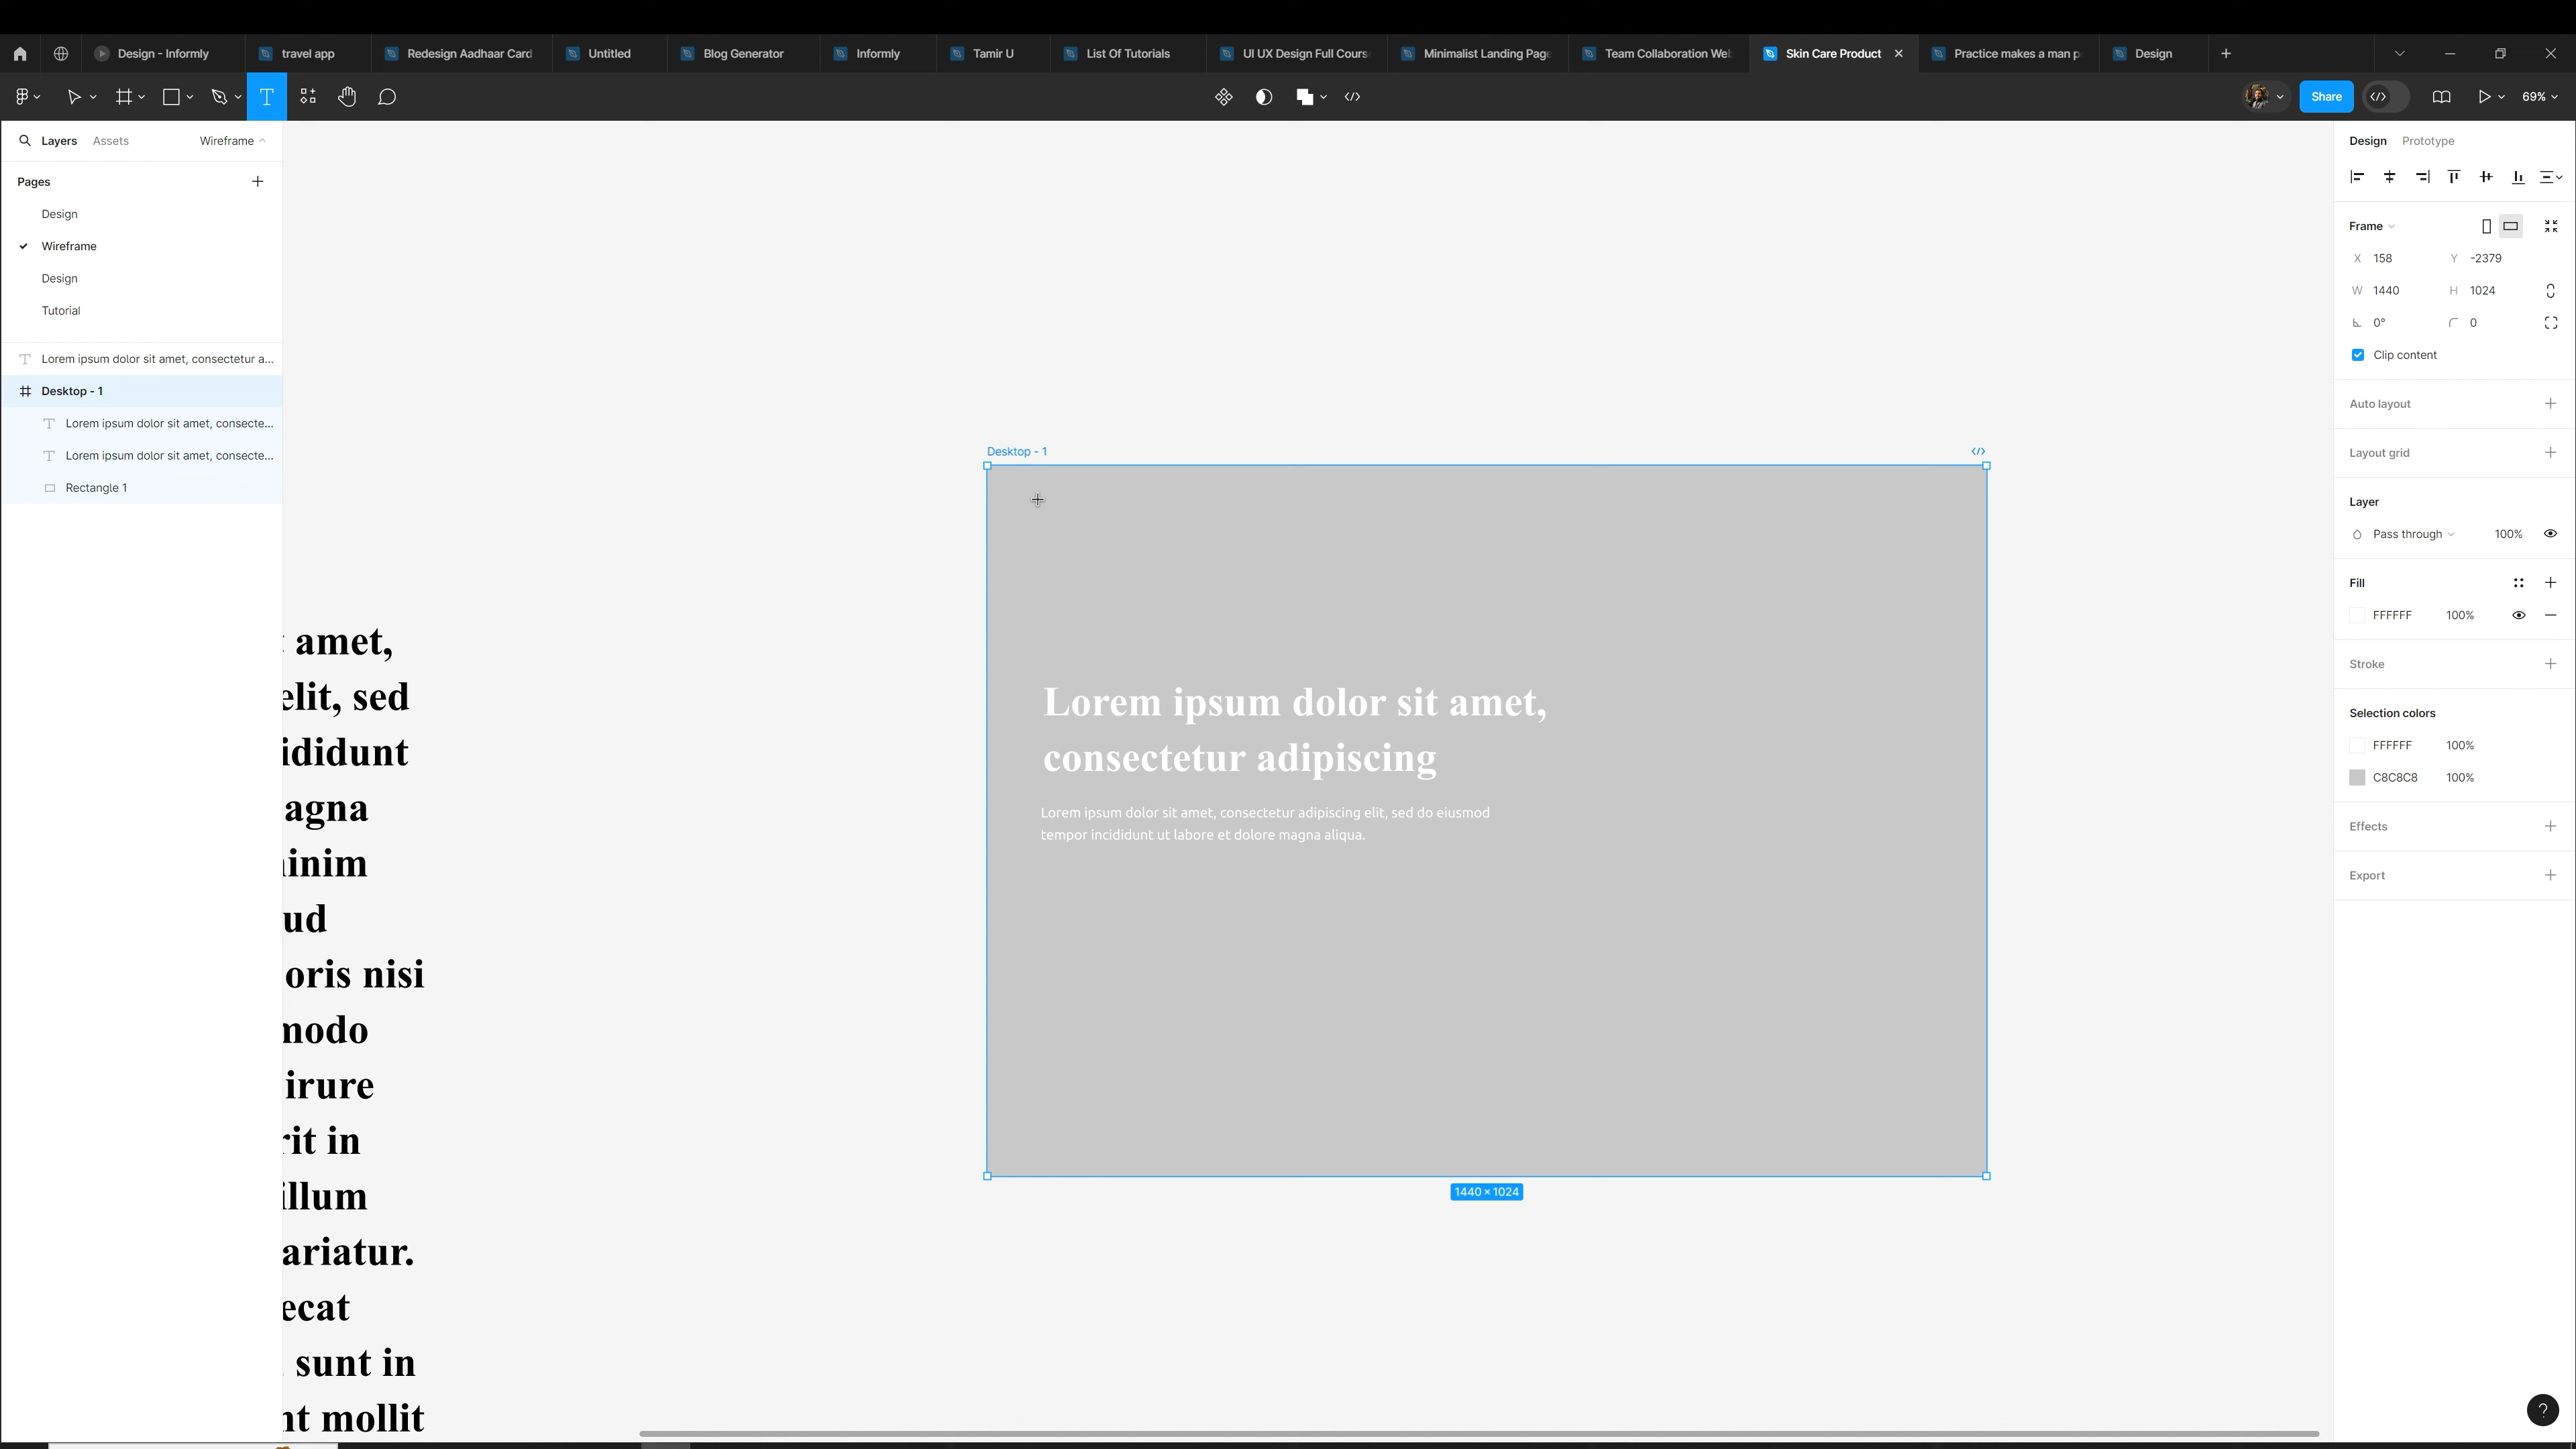 Design - Informly
travel app
Redesign Aadhaar Card
Untitled
Blog Generator
Informly
Tamir U
List Of Tutorials
UI UX Design Full Cours
Minimalist Landing Page
Team Collaboration We
Skin Care Product
Practice makes a man p
Design
Share
69%
Layers
Assets
Wireframe
Pages
Design
Wireframe
Design
Tutorial
Lorem ipsum dolor sit amet, consectetur a...
Desktop - 1
Lorem ipsum dolor sit amet, consecte...
Lorem ipsum dolor sit amet, consecte...
Rectangle 1
amet,
elit, sed
ididunt
agna
inim
ud
oris nisi
modo
irure
rit in
illum
ariatur.
ecat
sunt in
nt mollit
Desktop - 1
Lorem ipsum dolor sit amet,
consectetur adipiscing
Lorem ipsum dolor sit amet, consectetur adipiscing elit, sed do eiusmod
tempor incididunt ut labore et dolore magna aliqua.
1440 × 1024
Design
Prototype
Frame
X 158
Y -2379
W 1440
H 1024
0°
0
Clip content
Auto layout
Layout grid
Layer
Pass through
100%
Fill
FFFFFF
100%
Stroke
Selection colors
FFFFFF
100%
C8C8C8
100%
Effects
Export
?